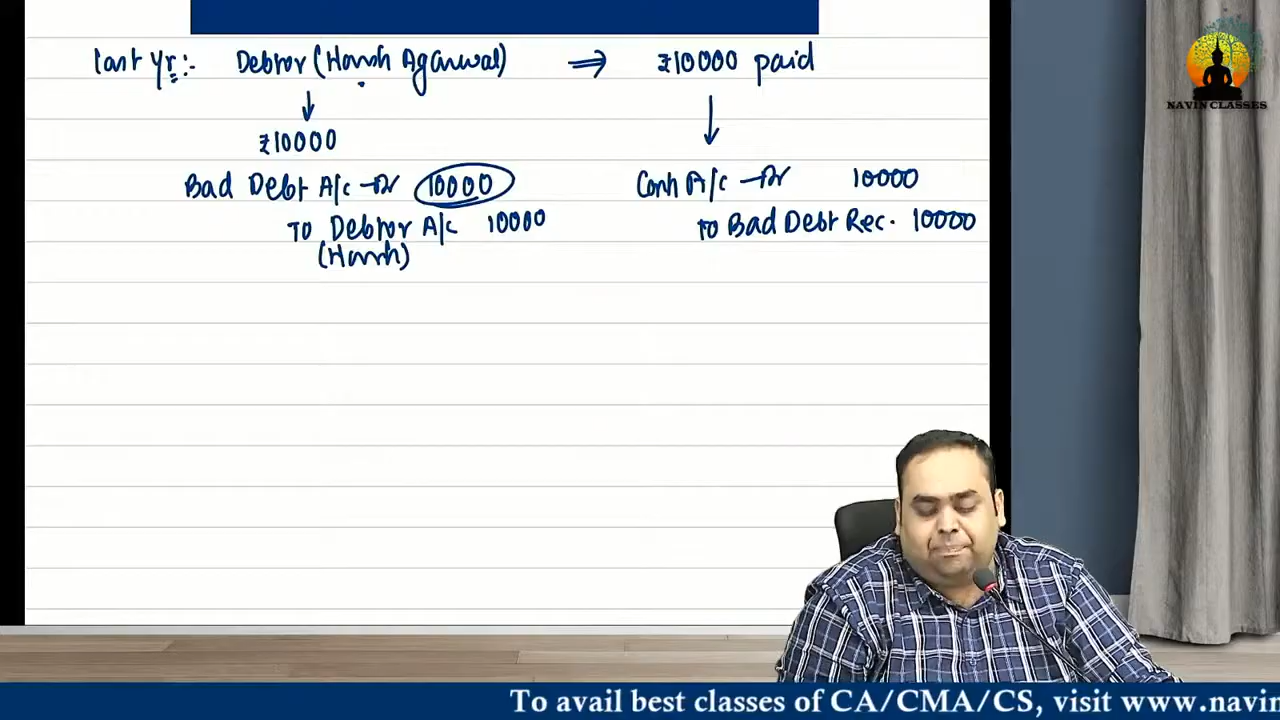 last yr:- Debtor (Harsh Agarwal) ⇒ ₹10000 paid
₹10000
Bad Debt A/c Dr 10000
To Debtor A/c 10000
(Harsh)
Cash A/c Dr 10000
To Bad Debt Rec. 10000
NAVIN CLASSES
To avail best classes of CA/CMA/CS, visit www.navin